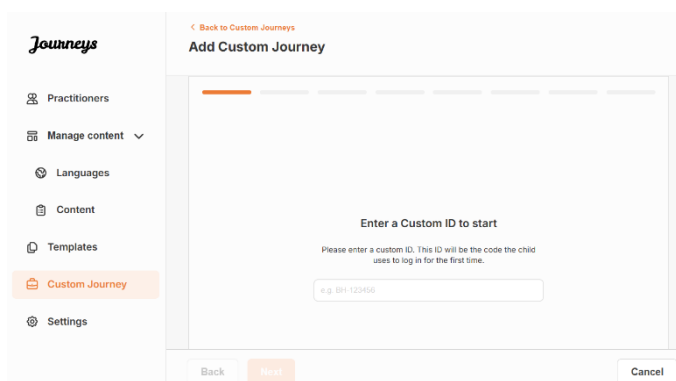 Journeys
Practitioners
Manage content
Languages
Content
Templates
Custom Journey
Settings
< Back to Custom Journeys
Add Custom Journey
Enter a Custom ID to start
Please enter a custom ID. This ID will be the code the child
uses to log in for the first time.
e.g. BH-123456
Back
Next
Cancel